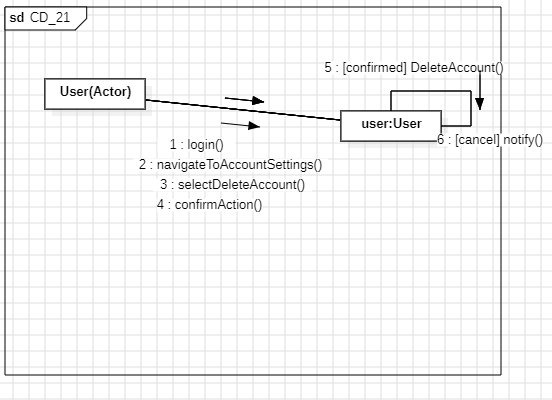 sd CD_21
5 : [confirmed] DeleteAccount()
User(Actor)
user:User
6 : [cancel] notify()
1 : login()
2 : navigateToAccountSettings()
3 : selectDeleteAccount()
4 : confirmAction()